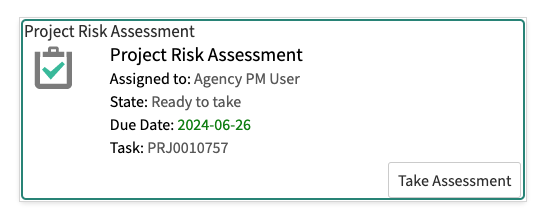 Project Risk Assessment
Project Risk Assessment
Assigned to: Agency PM User
State: Ready to take
Due Date: 2024-06-26
Task: PRJ0010757
Take Assessment